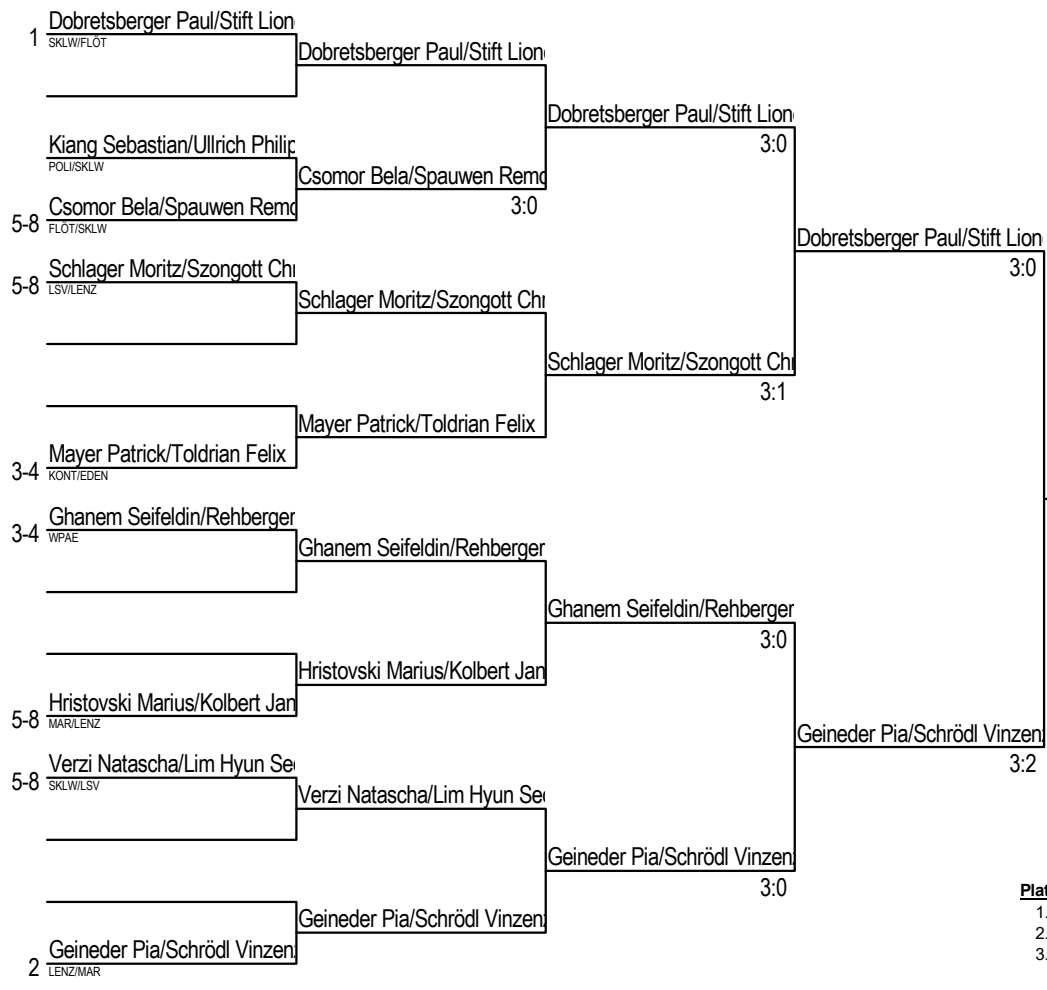 1 Dobretsberger Paul/Stift Lion
SKLW/FLÖT
Dobretsberger Paul/Stift Lion
Dobretsberger Paul/Stift Lion
3:0
Kiang Sebastian/Ullrich Philip
POLI/SKLW
Csomor Bela/Spauwen Remo
3:0
5-8 Csomor Bela/Spauwen Remo
FLÖT/SKLW
Dobretsberger Paul/Stift Lion
3:0
5-8 Schlager Moritz/Szongott Chr
LSV/LENZ
Schlager Moritz/Szongott Chr
Schlager Moritz/Szongott Chr
3:1
Mayer Patrick/Toldrian Felix
3-4 Mayer Patrick/Toldrian Felix
KONT/EDEN
3-4 Ghanem Seifeldin/Rehberger
WPAE
Ghanem Seifeldin/Rehberger
Ghanem Seifeldin/Rehberger
3:0
Hristovski Marius/Kolbert Jan
5-8 Hristovski Marius/Kolbert Jan
MAR/LENZ
Geineder Pia/Schrödl Vinzenz
3:2
5-8 Verzi Natascha/Lim Hyun Seo
SKLW/LSV
Verzi Natascha/Lim Hyun Seo
Geineder Pia/Schrödl Vinzenz
3:0
Geineder Pia/Schrödl Vinzenz
2 Geineder Pia/Schrödl Vinzenz
LENZ/MAR
Plat
1.
2.
3.